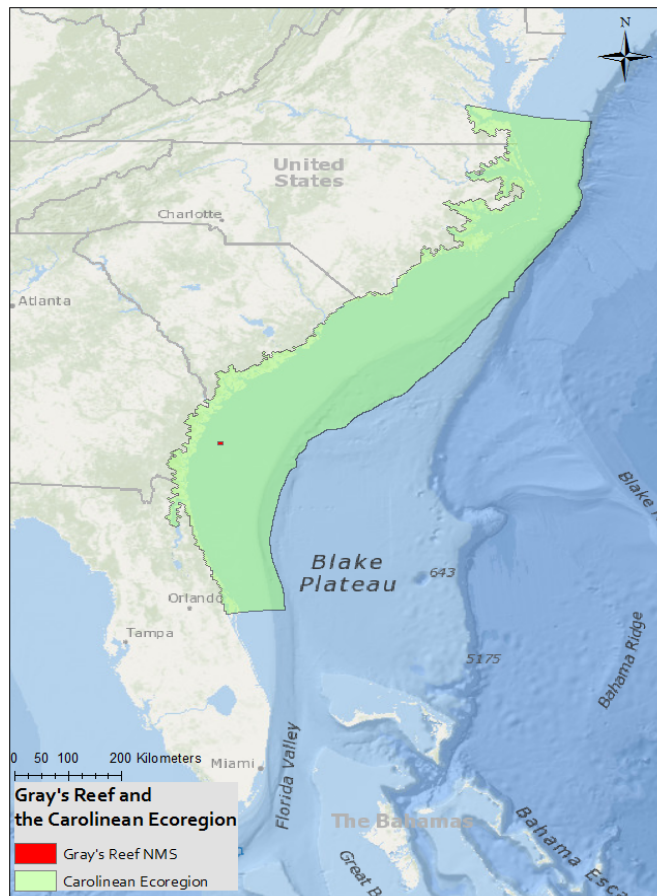 N
United
States
Charlotte
Atlanta
Blake
Plateau
643
Orlando
Tampa
5175
Bahama Ridge
0 50 100 200 Kilometers
Miami
Florida Valley
Gray's Reef and
the Carolinean Ecoregion
Gray's Reef NMS
Carolinean Ecoregion
The Bahamas
Great B
Bahama Esca
Blake